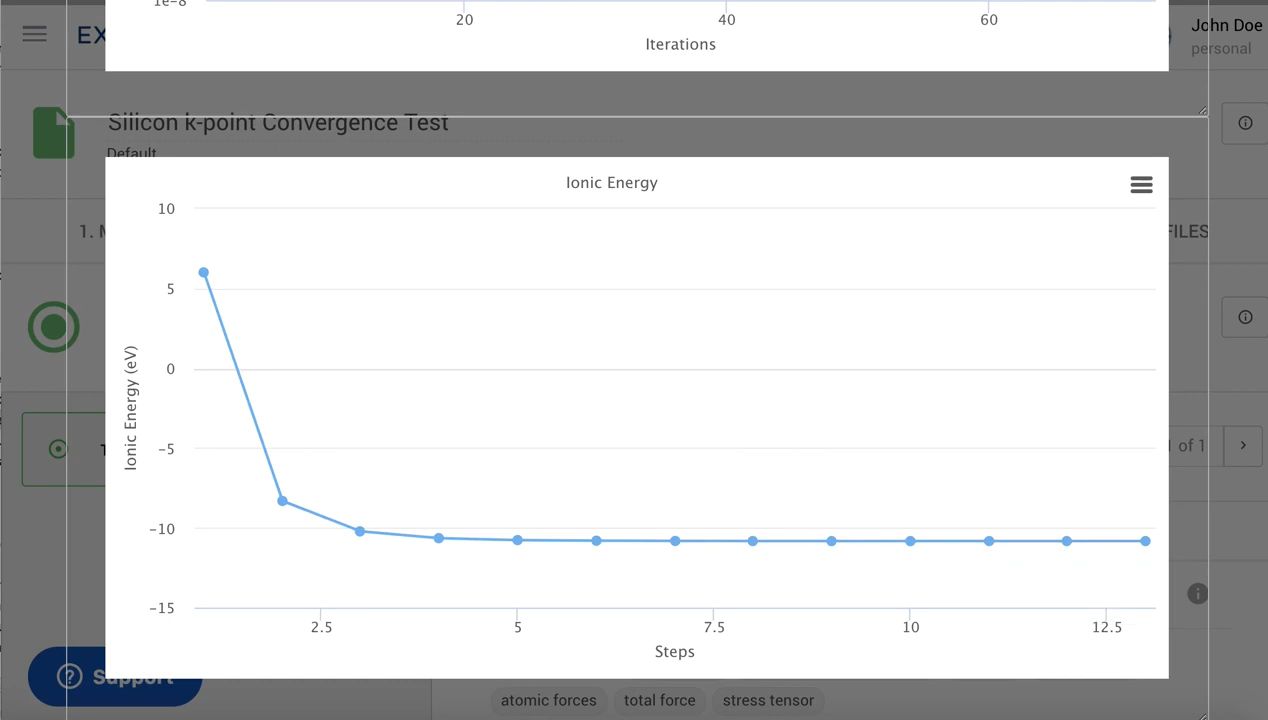 1e-8
20
40
60
Iterations
EX
John Doe
personal
Silicon k-point Convergence Test
Default
Ionic Energy
10
5
0
−5
−10
−15
Ionic Energy (eV)
2.5
5
7.5
10
12.5
Steps
1. M
FILES
of 1
Support
atomic forces
total force
stress tensor